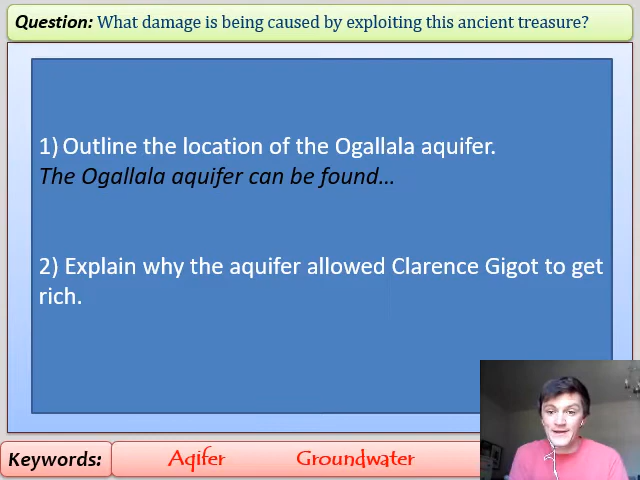 Question: What damage is being caused by exploiting this ancient treasure?
1) Outline the location of the Ogallala aquifer.
The Ogallala aquifer can be found...
2) Explain why the aquifer allowed Clarence Gigot to get
rich.
Keywords: Aqifer Groundwater